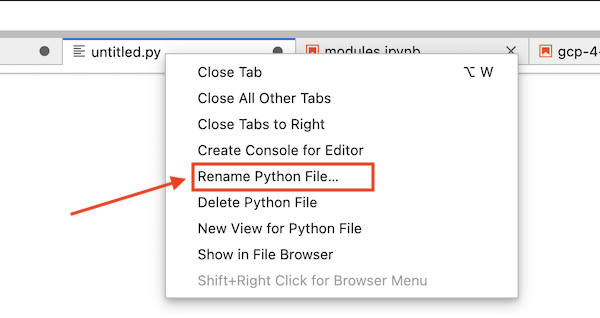 untitled.py
modules.ipynb
gcp-4
Close Tab ⌥ W
Close All Other Tabs
Close Tabs to Right
Create Console for Editor
Rename Python File...
Delete Python File
New View for Python File
Show in File Browser
Shift+Right Click for Browser Menu